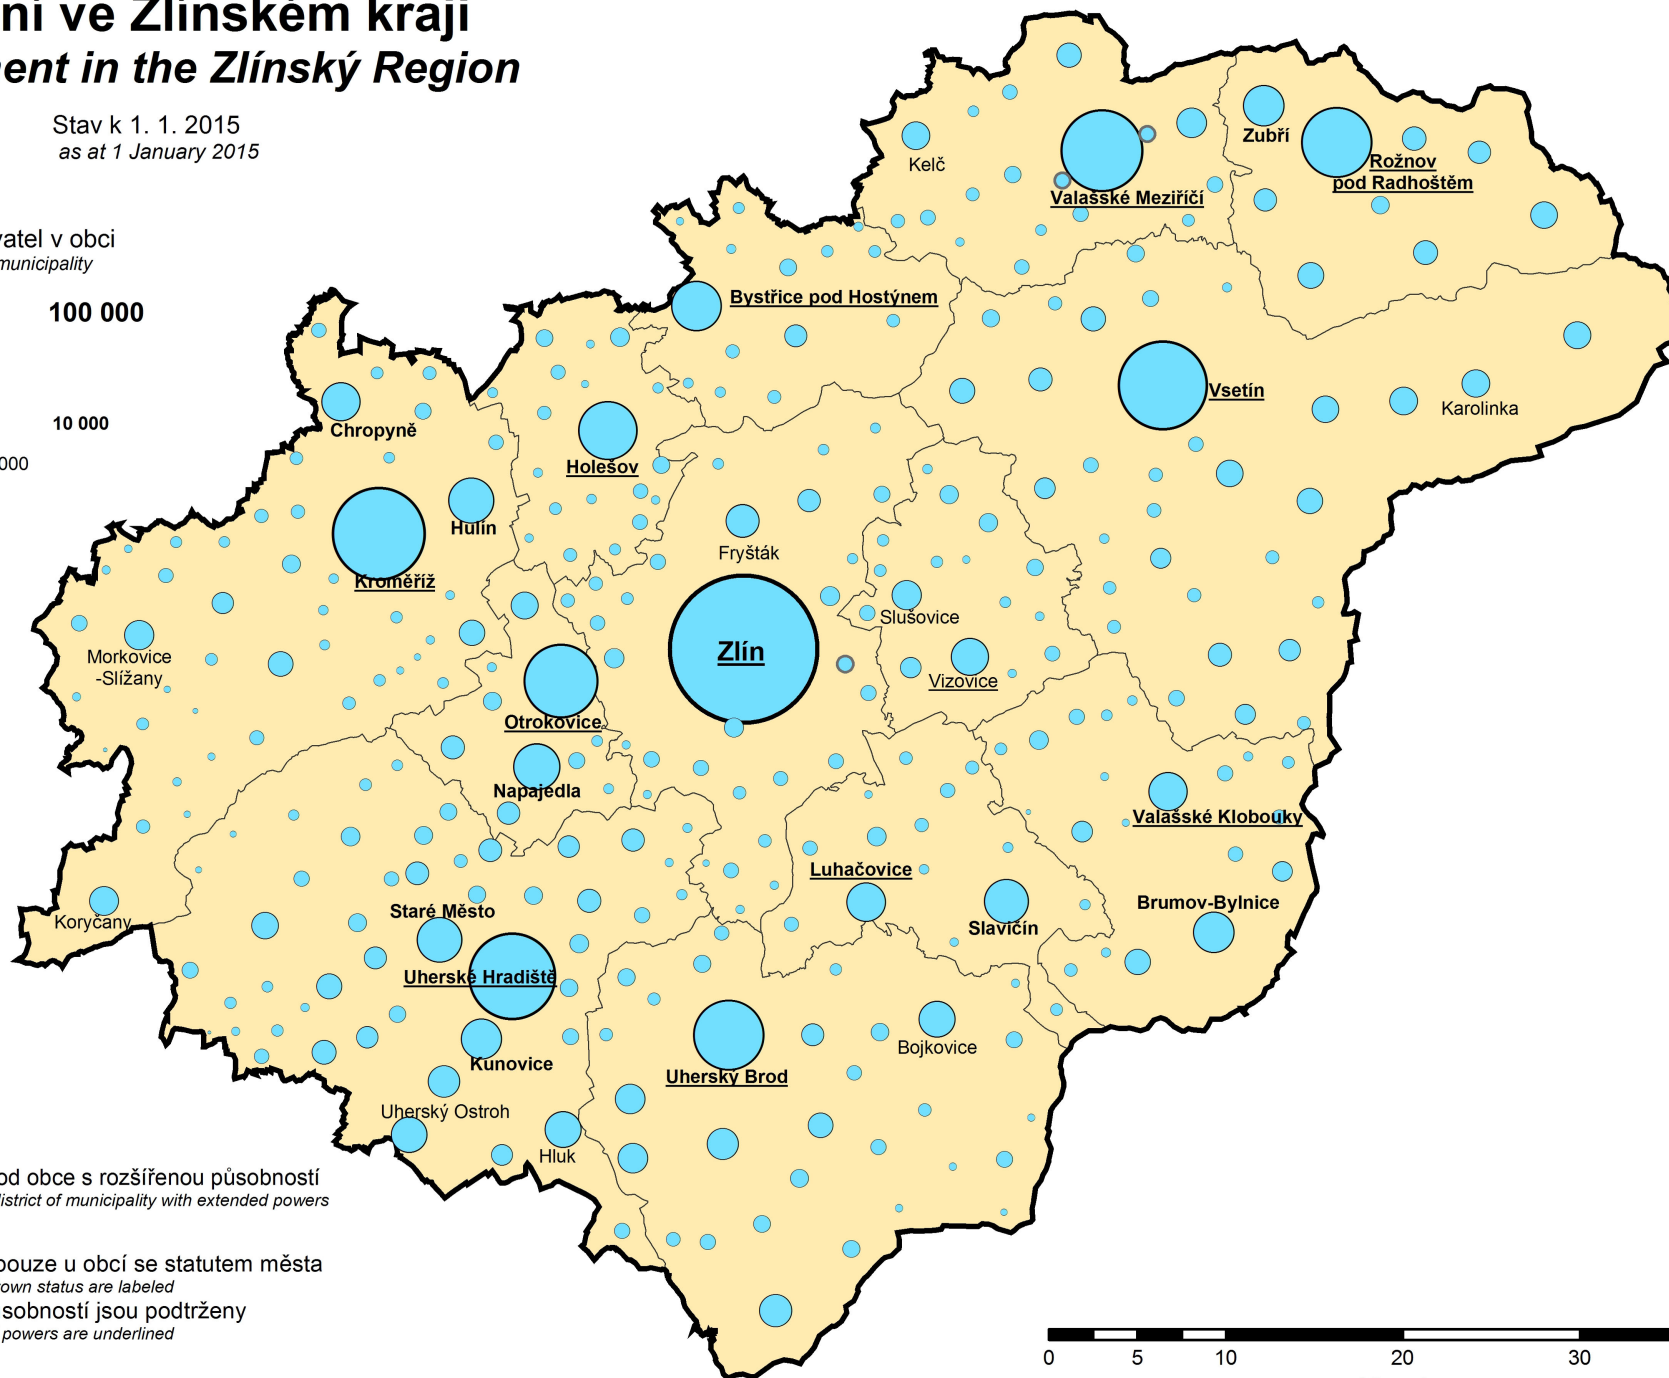 ní ve Zlínském kraji
ent in the Zlínský Region
Stav k 1. 1. 2015
as at 1 January 2015
vatel v obci
municipality
100 000
10 000
000
Kelč
Valašské Meziříčí
Zubří
Rožnov
pod Radhoštěm
Bystřice pod Hostýnem
Vsetín
Karolinka
Chropyně
Holešov
Hulín
Kroměříž
Fryšták
Zlín
Slušovice
Vizovice
Morkovice
-Slížany
Otrokovice
Napajedla
Valašské Klobouky
Luhačovice
Brumov-Bylnice
Slavičín
Koryčany
Staré Město
Uherské Hradiště
Kunovice
Bojkovice
Uherský Brod
Uherský Ostroh
Hluk
od obce s rozšířenou působností
district of municipality with extended powers
pouze u obcí se statutem města
town status are labeled
sobností jsou podtrženy
powers are underlined
0 5 10 20 30